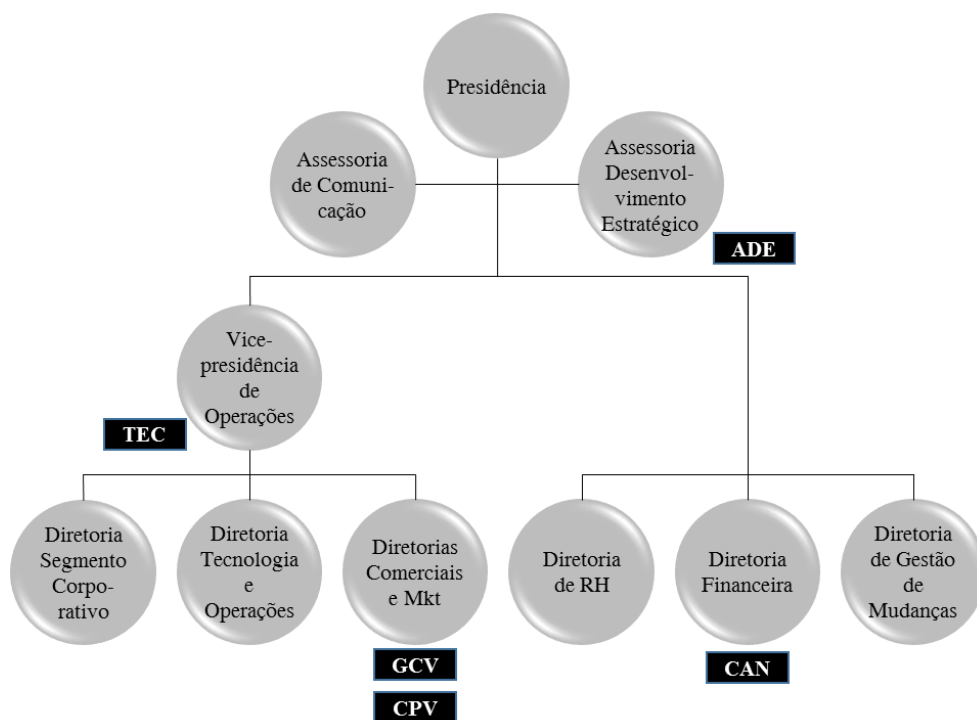 Presidência
Assessoria
de Comuni-
cação
Assessoria
Desenvol-
vimento
Estratégico
ADE
Vice-
presidência
de
Operações
TEC
Diretoria
Segmento
Corpo-
rativo
Diretoria
Tecnologia
e
Operações
Diretorias
Comerciais
e Mkt
GCV
CPV
Diretoria
de RH
Diretoria
Financeira
CAN
Diretoria
de Gestão
de
Mudanças